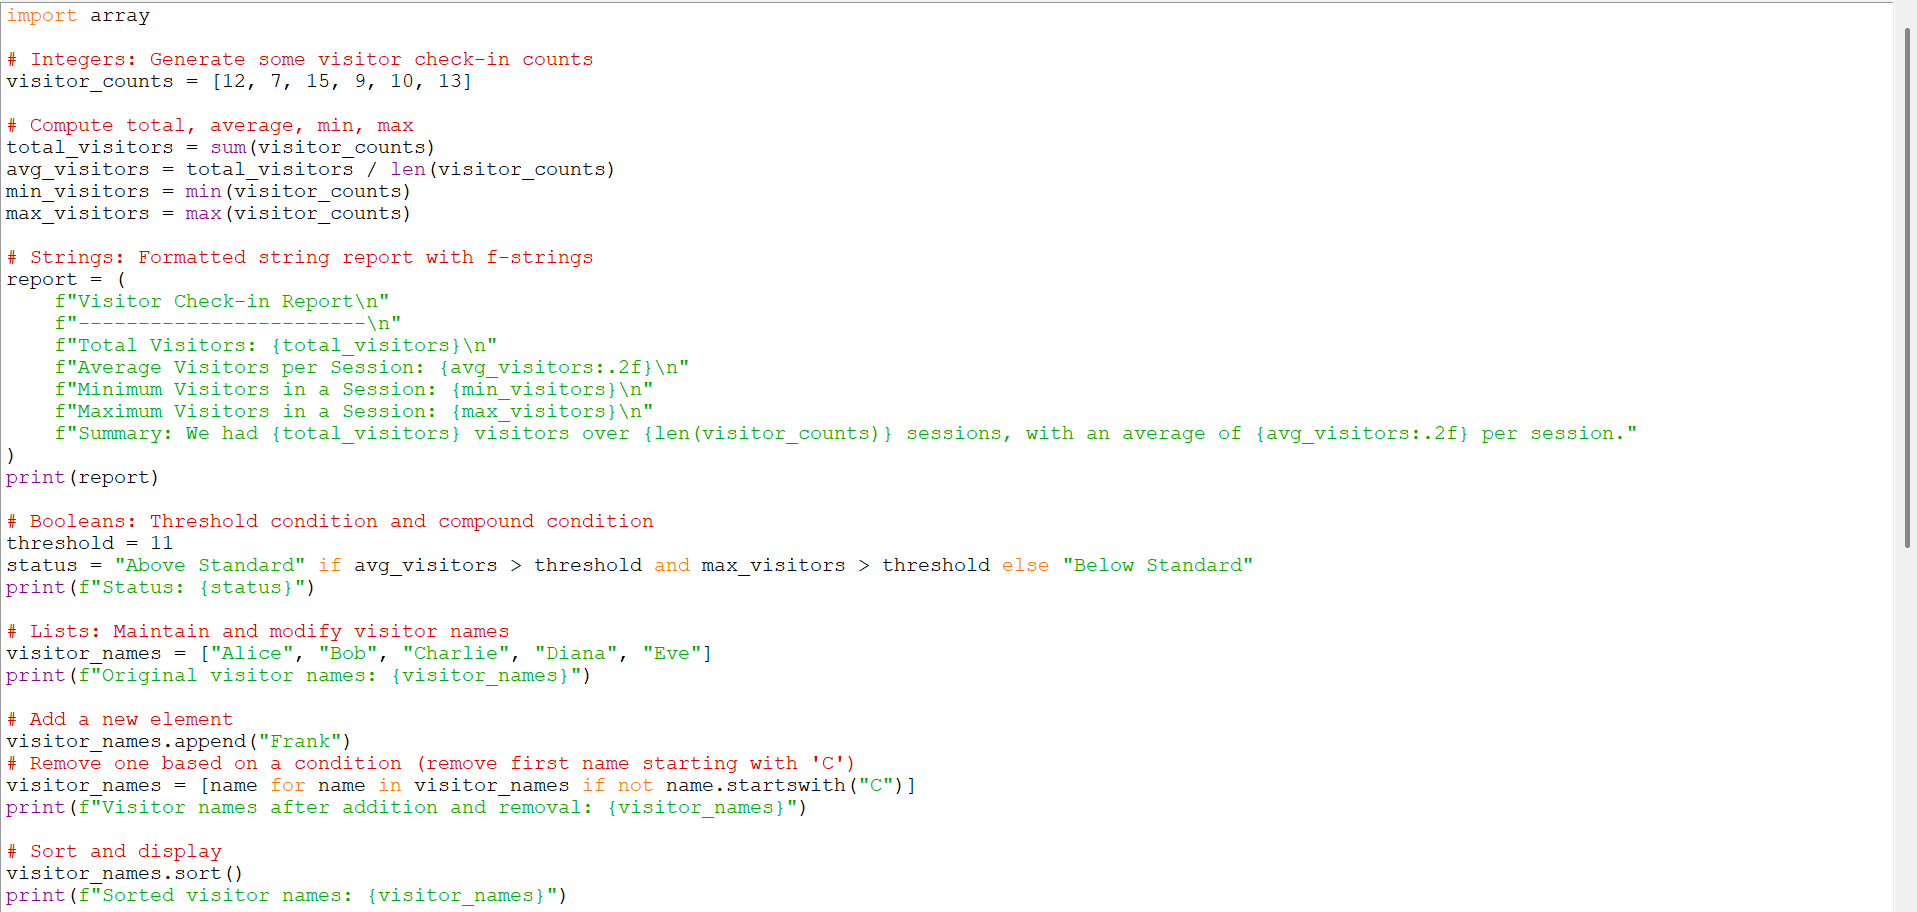 import array

# Integers: Generate some visitor check-in counts
visitor_counts = [12, 7, 15, 9, 10, 13]

# Compute total, average, min, max
total_visitors = sum(visitor_counts)
avg_visitors = total_visitors / len(visitor_counts)
min_visitors = min(visitor_counts)
max_visitors = max(visitor_counts)

# Strings: Formatted string report with f-strings
report = (
    f"Visitor Check-in Report\n"
    f"------------------------\n"
    f"Total Visitors: {total_visitors}\n"
    f"Average Visitors per Session: {avg_visitors:.2f}\n"
    f"Minimum Visitors in a Session: {min_visitors}\n"
    f"Maximum Visitors in a Session: {max_visitors}\n"
    f"Summary: We had {total_visitors} visitors over {len(visitor_counts)} sessions, with an average of {avg_visitors:.2f} per session."
)
print(report)

# Booleans: Threshold condition and compound condition
threshold = 11
status = "Above Standard" if avg_visitors > threshold and max_visitors > threshold else "Below Standard"
print(f"Status: {status}")

# Lists: Maintain and modify visitor names
visitor_names = ["Alice", "Bob", "Charlie", "Diana", "Eve"]
print(f"Original visitor names: {visitor_names}")

# Add a new element
visitor_names.append("Frank")
# Remove one based on a condition (remove first name starting with 'C')
visitor_names = [name for name in visitor_names if not name.startswith("C")]
print(f"Visitor names after addition and removal: {visitor_names}")

# Sort and display
visitor_names.sort()
print(f"Sorted visitor names: {visitor_names}")